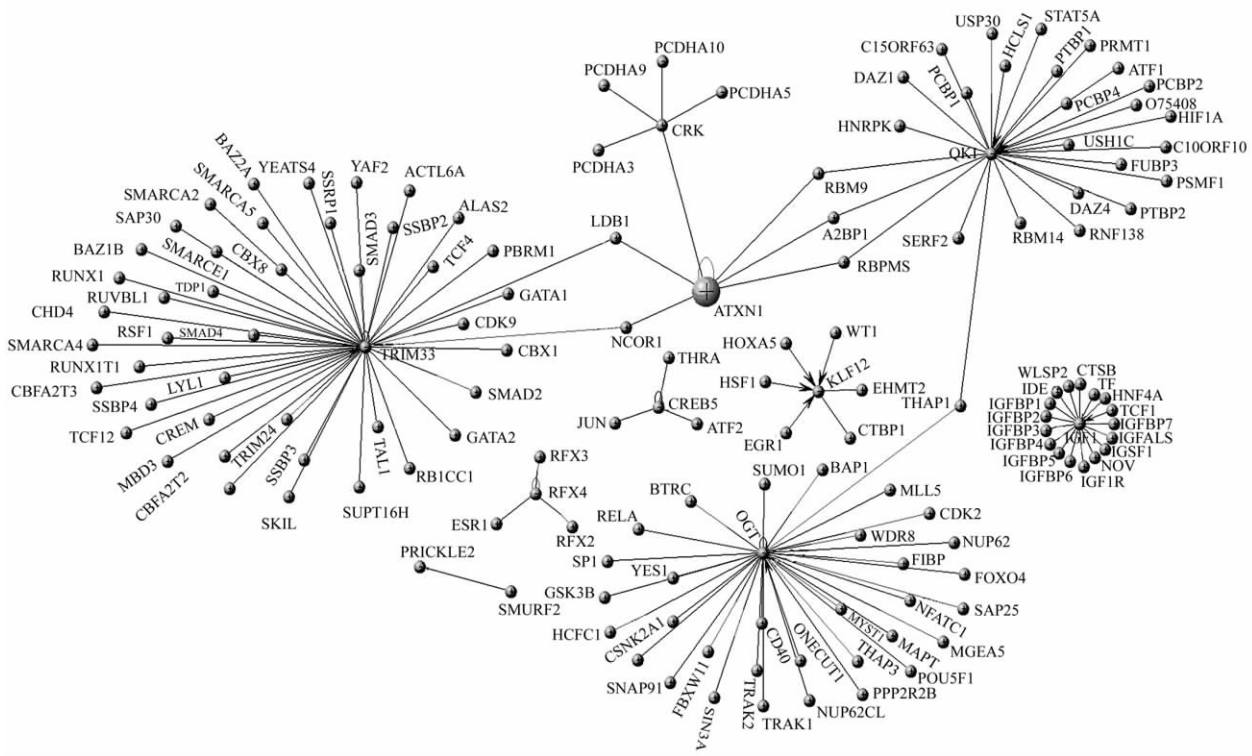 USP30
HCLS1
STAT5A
PTBP1
PRMT1
C15ORF63
DAZ1
PCBP1
ATF1
PCBP2
PCBP4
O75408
HIF1A
HNRPK
QKI
USH1C
C10ORF10
FUBP3
PSMF1
DAZ4
PTBP2
RNF138
RBM14
SERF2
PCDHA10
PCDHA9
PCDHA5
CRK
PCDHA3
RBM9
A2BP1
RBPMS
LDB1
ATXN1
NCOR1
BAZ2A
YEATS4
YAF2
ACTL6A
SSRP1
SMARCA2
SMARCA5
SMAD3
SSBP2
ALAS2
SAP30
CBX8
TCF4
PBRM1
BAZ1B
SMARCE1
RUNX1
TDP1
GATA1
RUVBL1
CHD4
CDK9
RSF1
SMAD4
SMARCA4
TRIM33
CBX1
RUNX1T1
CBFA2T3
LYL1
SMAD2
SSBP4
TCF12
CREM
GATA2
MBD3
TRIM24
TAL1
CBFA2T2
SSBP3
RB1CC1
SKIL
SUPT16H
THRA
CREB5
JUN
ATF2
HOXA5
WT1
HSF1
KLF12
EHMT2
EGR1
CTBP1
THAP1
WLSP2
CTSB
TF
IDE
HNF4A
IGFBP1
TCF1
IGFBP2
IGFBP7
IGFBP3
IGF1
IGFALS
IGFBP4
IGSF1
IGFBP5
NOV
IGFBP6
IGF1R
RFX3
RFX4
ESR1
RFX2
PRICKLE2
SMURF2
SUMO1
BAP1
BTRC
MLL5
RELA
OGT
CDK2
WDR8
NUP62
SP1
FIBP
YES1
FOXO4
GSK3B
NFATC1
SAP25
HCFC1
CSNK2A1
CD40
MYST1
MAPT
MGEA5
ONECUT1
THAP3
POU5F1
SNAP91
FBXW11
TRAK2
PPP2R2B
SIN3A
TRAK1
NUP62CL